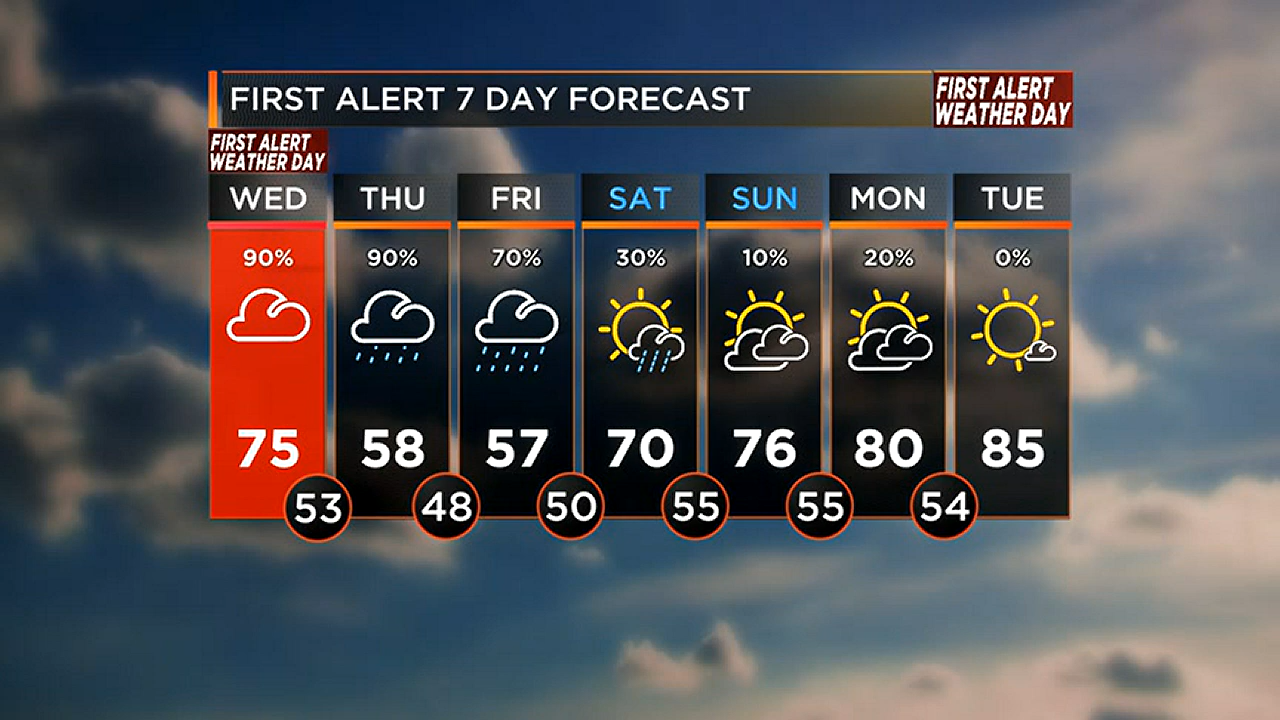 FIRST ALERT 7 DAY FORECAST
FIRST ALERT
WEATHER DAY
FIRST ALERT
WEATHER DAY
WED THU FRI SAT SUN MON TUE
90% 90% 70% 30% 10% 20% 0%
75 58 57 70 76 80 85
53 48 50 55 55 54